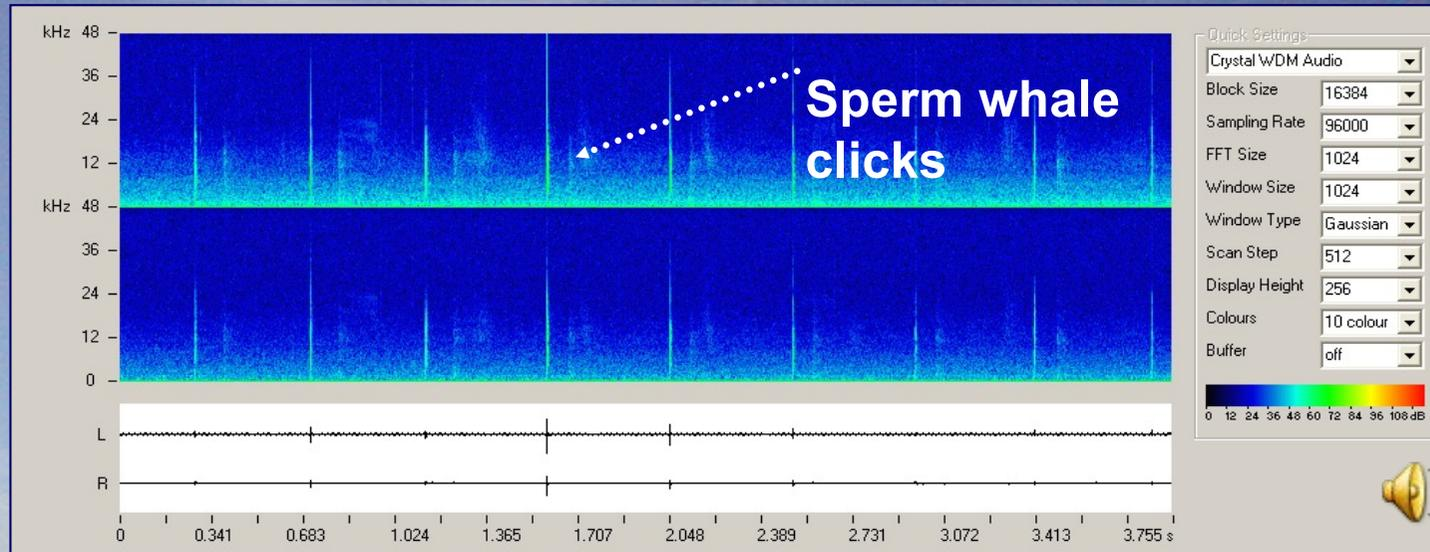 kHz 48
36
24
12
kHz 48
36
24
12
0
Sperm whale
clicks
L
R
0 0.341 0.683 1.024 1.365 1.707 2.048 2.389 2.731 3.072 3.413 3.755 s
Quick Settings
Crystal WDM Audio
Block Size 16384
Sampling Rate 96000
FFT Size 1024
Window Size 1024
Window Type Gaussian
Scan Step 512
Display Height 256
Colours 10 colour
Buffer off
0 12 24 36 48 60 72 84 96 108 dB